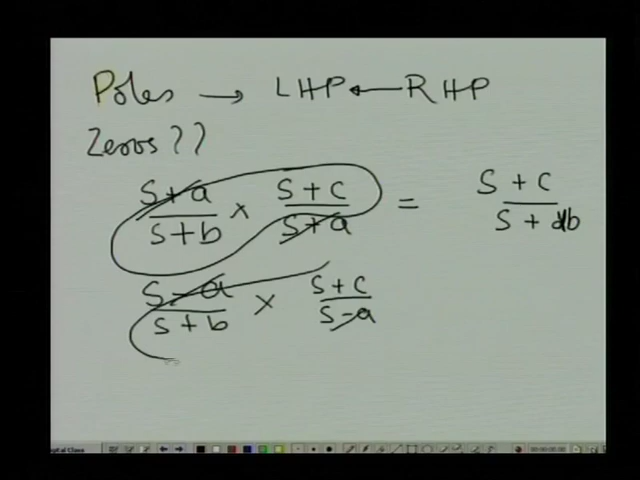 Poles → LHP ← RHP
Zeros ??
s+a/s+b × s+c/s+a = s+c/s+b
s-a/s+b × s+c/s-a